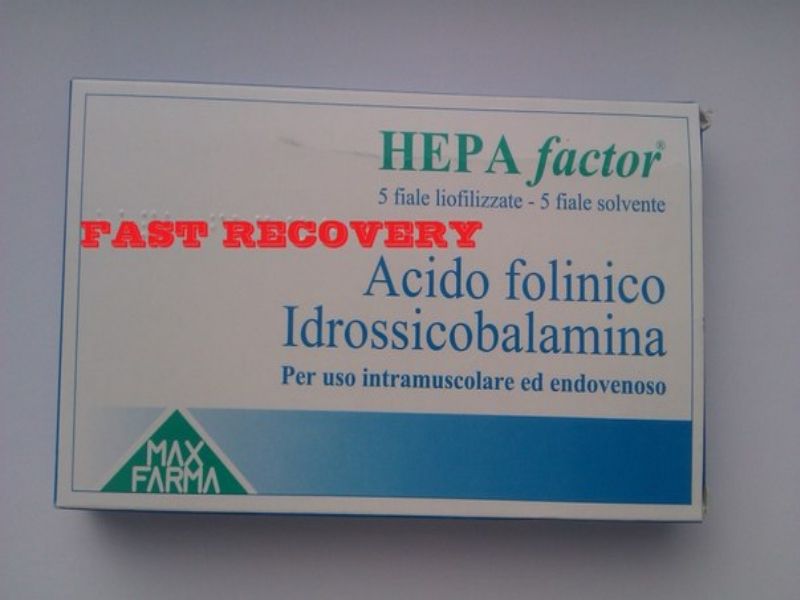 HEPA factor®
5 fiale liofilizzate - 5 fiale solvente
FAST RECOVERY
Acido folinico
Idrossicobalamina
Per uso intramuscolare ed endovenoso
MAX
FARMA